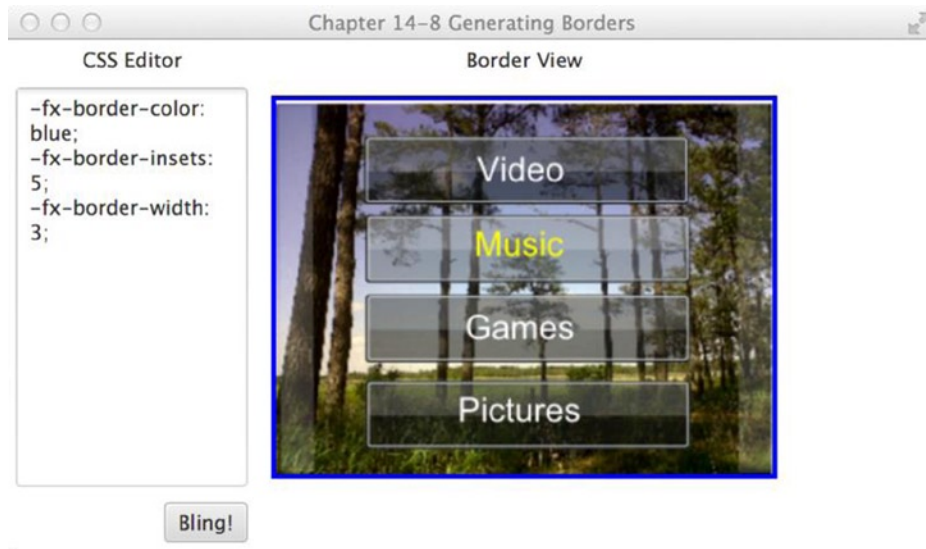 Chapter 14-8 Generating Borders
CSS Editor
Border View
-fx-border-color:
blue;
-fx-border-insets:
5;
-fx-border-width:
3;
Video
Music
Games
Pictures
Bling!